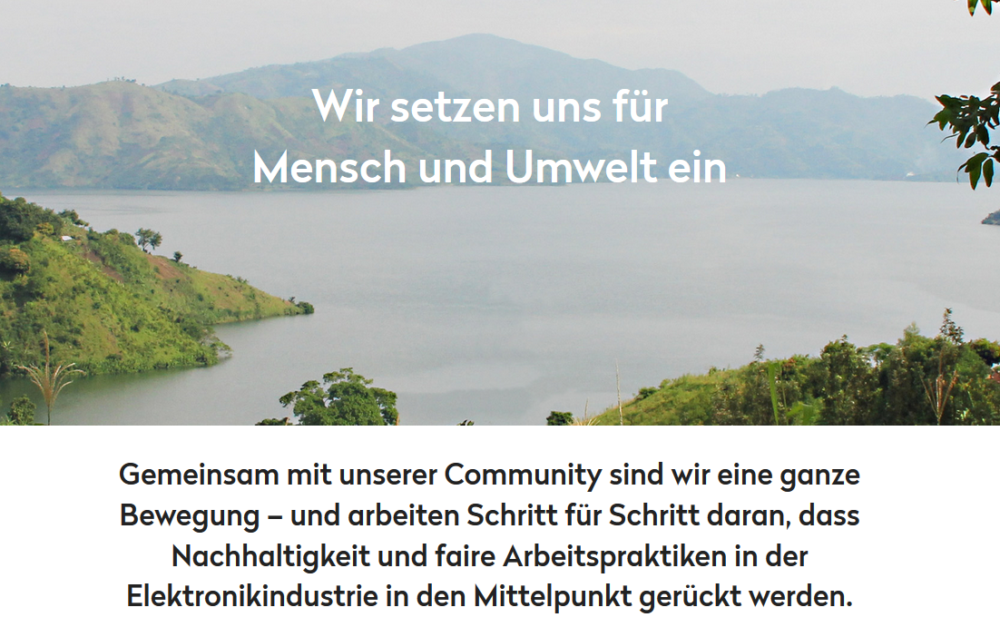 Wir setzen uns für
Mensch und Umwelt ein
Gemeinsam mit unserer Community sind wir eine ganze
Bewegung – und arbeiten Schritt für Schritt daran, dass
Nachhaltigkeit und faire Arbeitspraktiken in der
Elektronikindustrie in den Mittelpunkt gerückt werden.